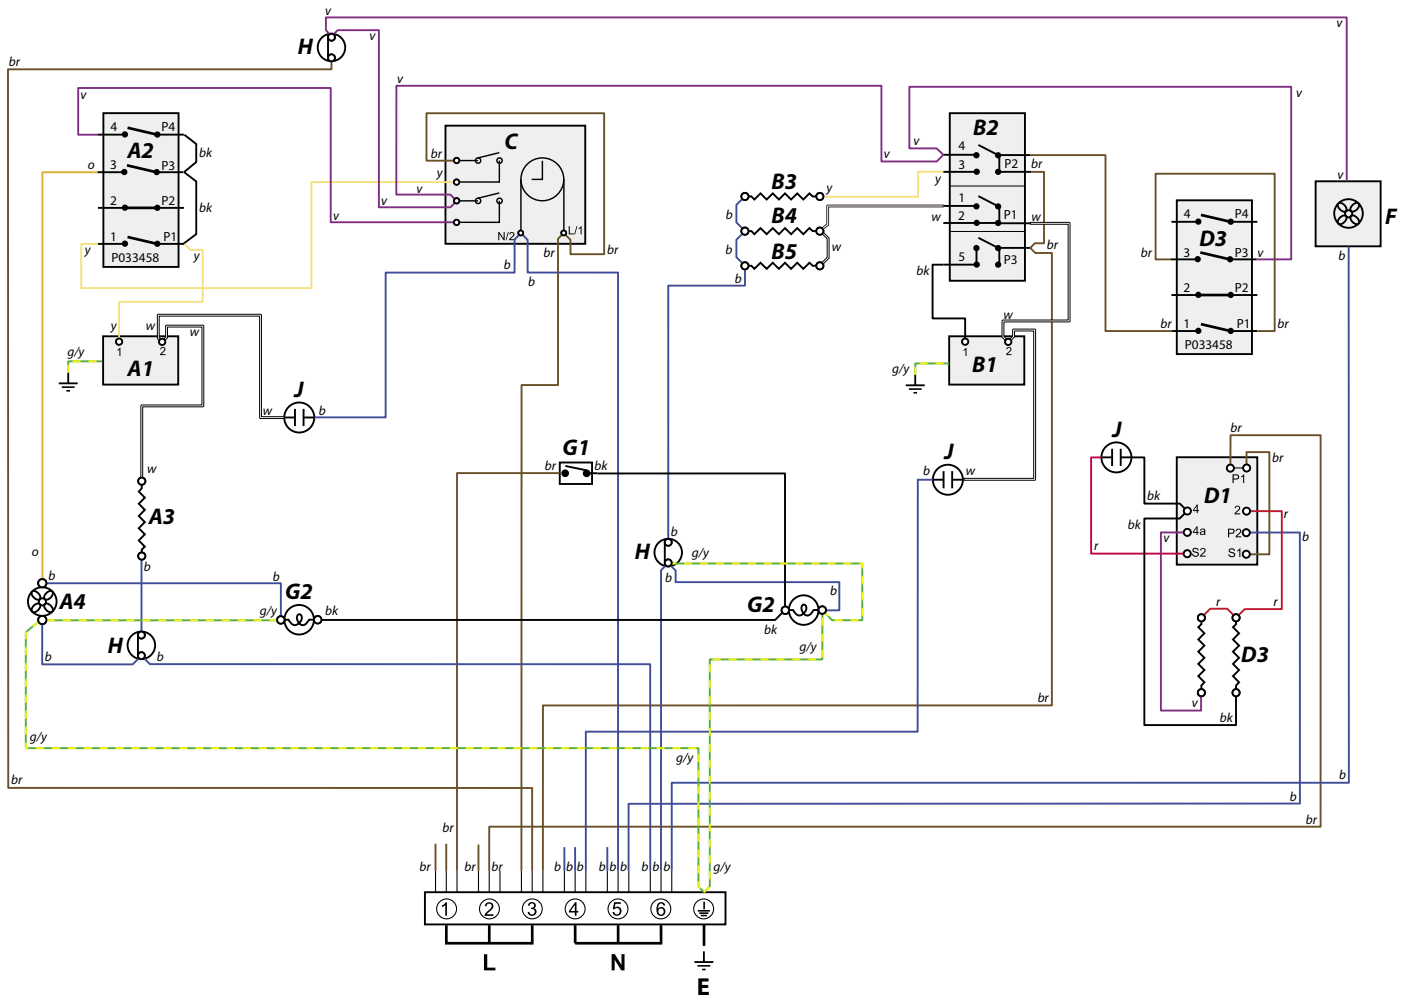 v
H
v
v
br
v
v
v
v
4 P4
A2
bk
o 3 P3
2 P2
bk
1 P1
y
y
P033458
C
br
y
v
v
v
N/2
L/1
b
b
br
br
B2
4
v
3
P2
br
y
1
P1
w
2
w
5
P3
br
bk
B3
y
b
B4
w
b
B5
b
4 P4
D3
br 3 P3 v
2 P2
br 1 P1 br
P033458
v
F
b
y
w
w
1
2
A1
g/y
J
w
b
w
1
2
B1
g/y
G1
br
bk
J
b
w
J
br
br
P1
D1
bk
4
2
r
bk
4a
P2
b
v
S2
S1
r
w
A3
b
o
b
A4
b
G2
g/y
bk
H
b
b
b
H
g/y
b
b
G2
bk
g/y
r
r
D3
v
bk
br
g/y
g/y
br
b
b
br
br
br
br
b
b
b
b
b
b
b
b
g/y
1
2
3
4
5
6
L
N
E